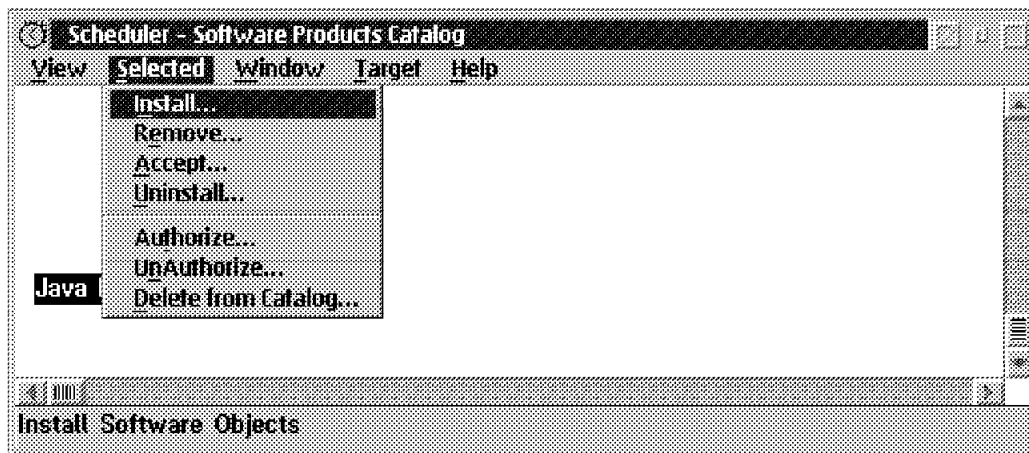 Scheduler - Software Products Catalog
View Selected Window Target Help
Install...
Remove...
Accept...
Uninstall...
Authorize...
UnAuthorize...
Java
Delete from Catalog...
Install Software Objects